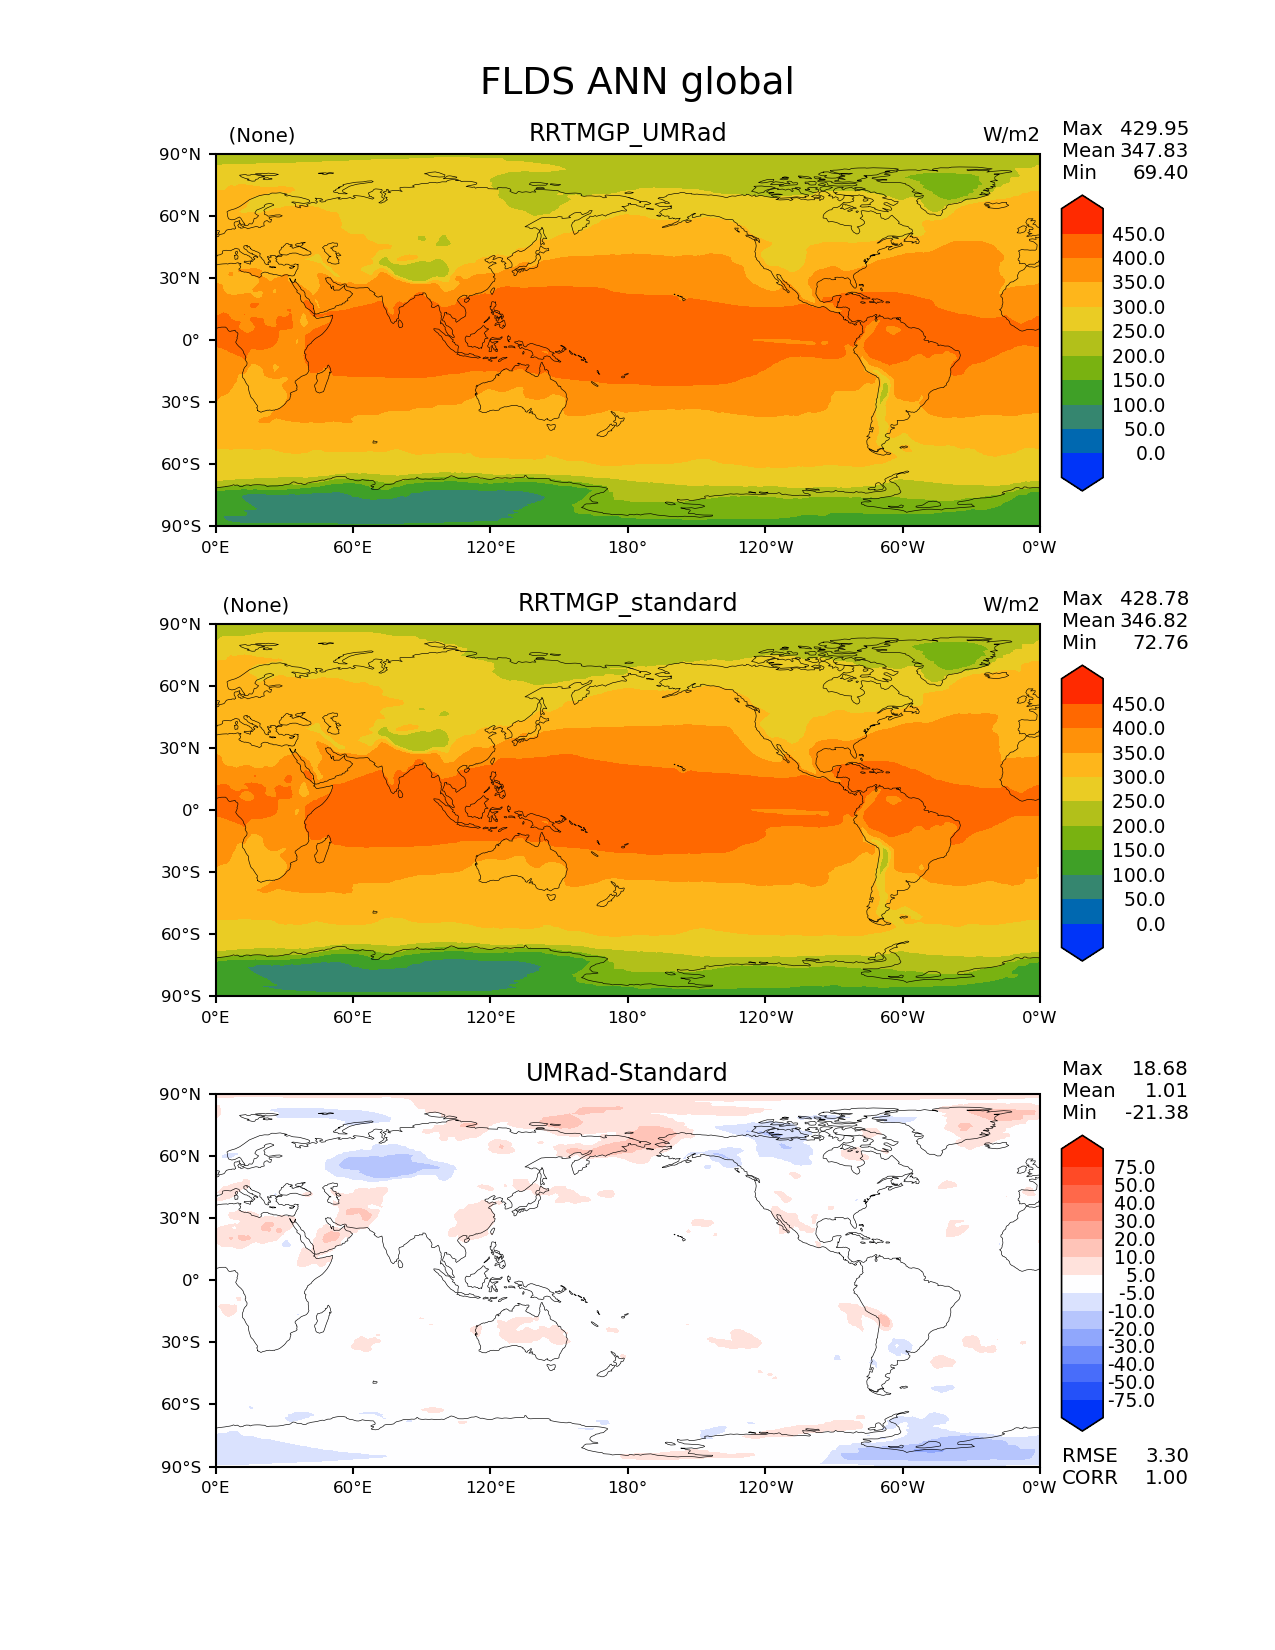 FLDS ANN global
(None) RRTMGP_UMRad W/m2
Max 429.95
Mean 347.83
Min 69.40
90°N
60°N
30°N
0°
30°S
60°S
90°S
0°E 60°E 120°E 180° 120°W 60°W 0°W
450.0
400.0
350.0
300.0
250.0
200.0
150.0
100.0
50.0
0.0
(None) RRTMGP_standard W/m2
Max 428.78
Mean 346.82
Min 72.76
90°N
60°N
30°N
0°
30°S
60°S
90°S
0°E 60°E 120°E 180° 120°W 60°W 0°W
450.0
400.0
350.0
300.0
250.0
200.0
150.0
100.0
50.0
0.0
UMRad-Standard
Max 18.68
Mean 1.01
Min -21.38
90°N
60°N
30°N
0°
30°S
60°S
90°S
0°E 60°E 120°E 180° 120°W 60°W 0°W
75.0
50.0
40.0
30.0
20.0
10.0
5.0
-5.0
-10.0
-20.0
-30.0
-40.0
-50.0
-75.0
RMSE 3.30
CORR 1.00